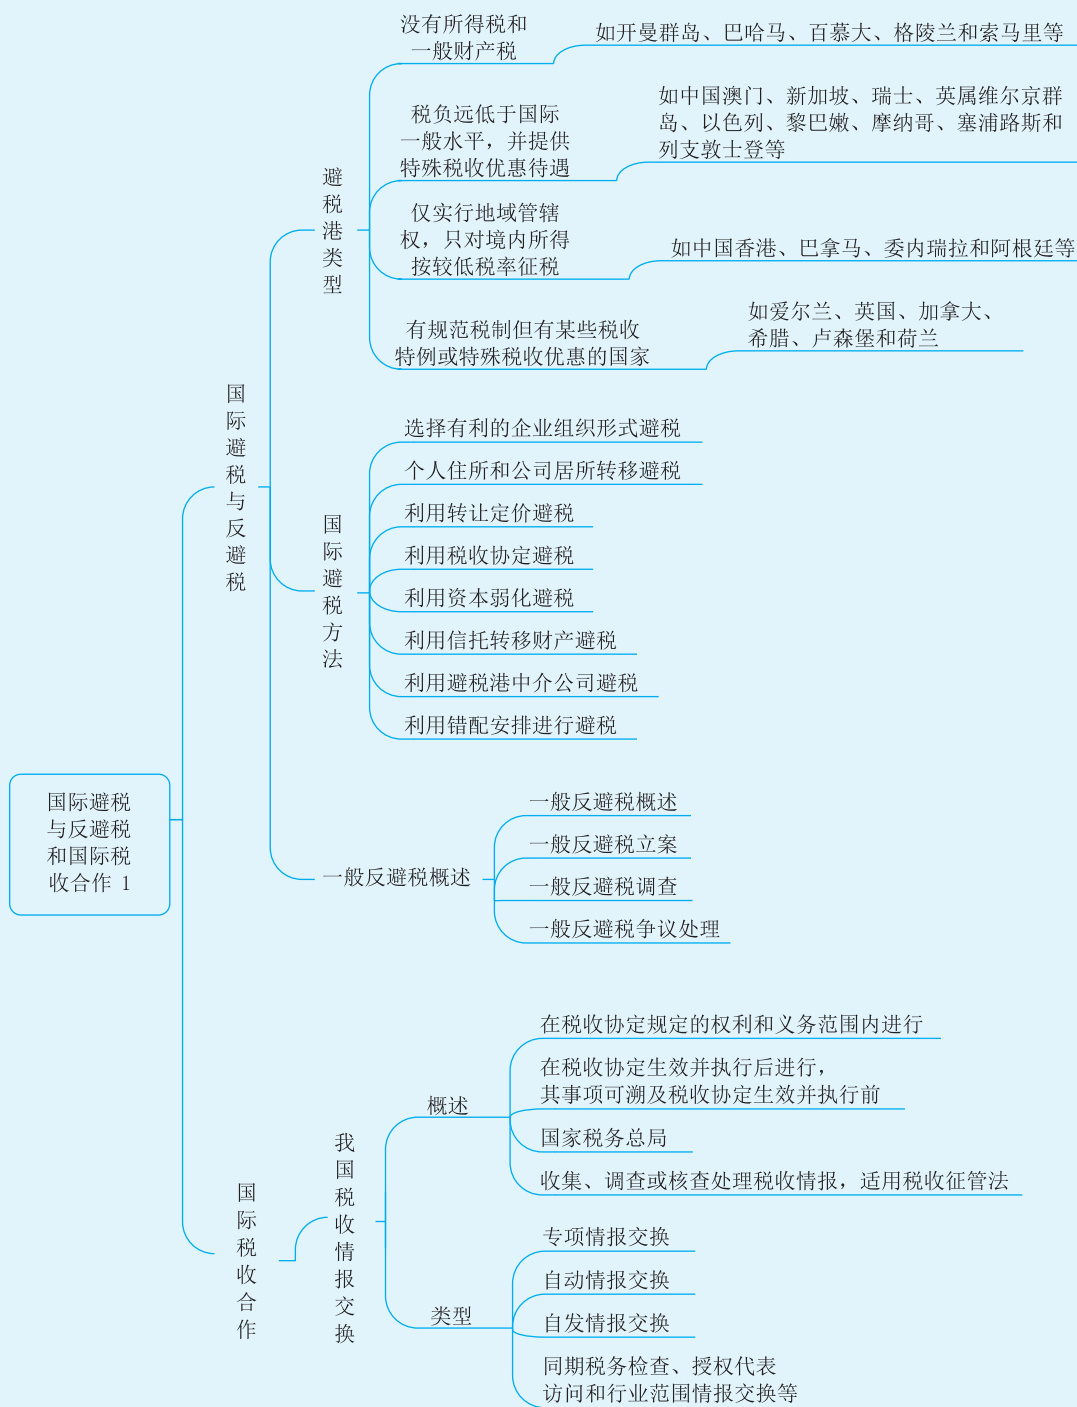 国际避税
与反避税
和国际税
收合作 1
国际避税与反避税
避税港类型
没有所得税和
一般财产税
如开曼群岛、巴哈马、百慕大、格陵兰和索马里等
税负远低于国际
一般水平，并提供
特殊税收优惠待遇
如中国澳门、新加坡、瑞士、英属维尔京群
岛、以色列、黎巴嫩、摩纳哥、塞浦路斯和
列支敦士登等
仅实行地域管辖
权，只对境内所得
按较低税率征税
如中国香港、巴拿马、委内瑞拉和阿根廷等
有规范税制但有某些税收
特例或特殊税收优惠的国家
如爱尔兰、英国、加拿大、
希腊、卢森堡和荷兰
国际避税方法
选择有利的企业组织形式避税
个人住所和公司居所转移避税
利用转让定价避税
利用税收协定避税
利用资本弱化避税
利用信托转移财产避税
利用避税港中介公司避税
利用错配安排进行避税
一般反避税概述
一般反避税概述
一般反避税立案
一般反避税调查
一般反避税争议处理
国际税收合作
我国税收情报交换
概述
在税收协定规定的权利和义务范围内进行
在税收协定生效并执行后进行，
其事项可溯及税收协定生效并执行前
国家税务总局
收集、调查或核查处理税收情报，适用税收征管法
类型
专项情报交换
自动情报交换
自发情报交换
同期税务检查、授权代表
访问和行业范围情报交换等